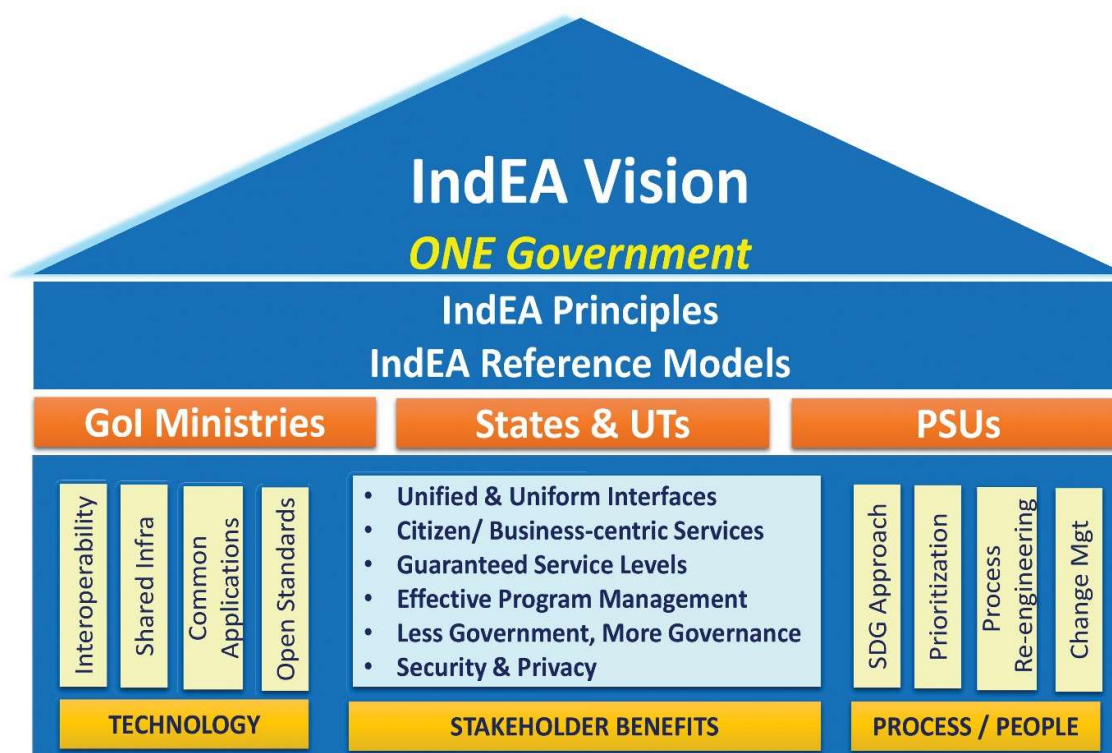 IndEA Vision
ONE Government
IndEA Principles
IndEA Reference Models
GoI Ministries
States & UTs
PSUs
Interoperability
Shared Infra
Common
Applications
Open Standards
• Unified & Uniform Interfaces
• Citizen/ Business-centric Services
• Guaranteed Service Levels
• Effective Program Management
• Less Government, More Governance
• Security & Privacy
SDG Approach
Prioritization
Process
Re-engineering
Change Mgt
TECHNOLOGY
STAKEHOLDER BENEFITS
PROCESS / PEOPLE